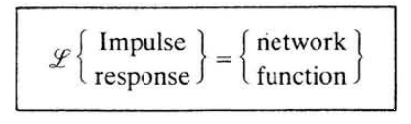 ℒ { Impulse response } = { network function }